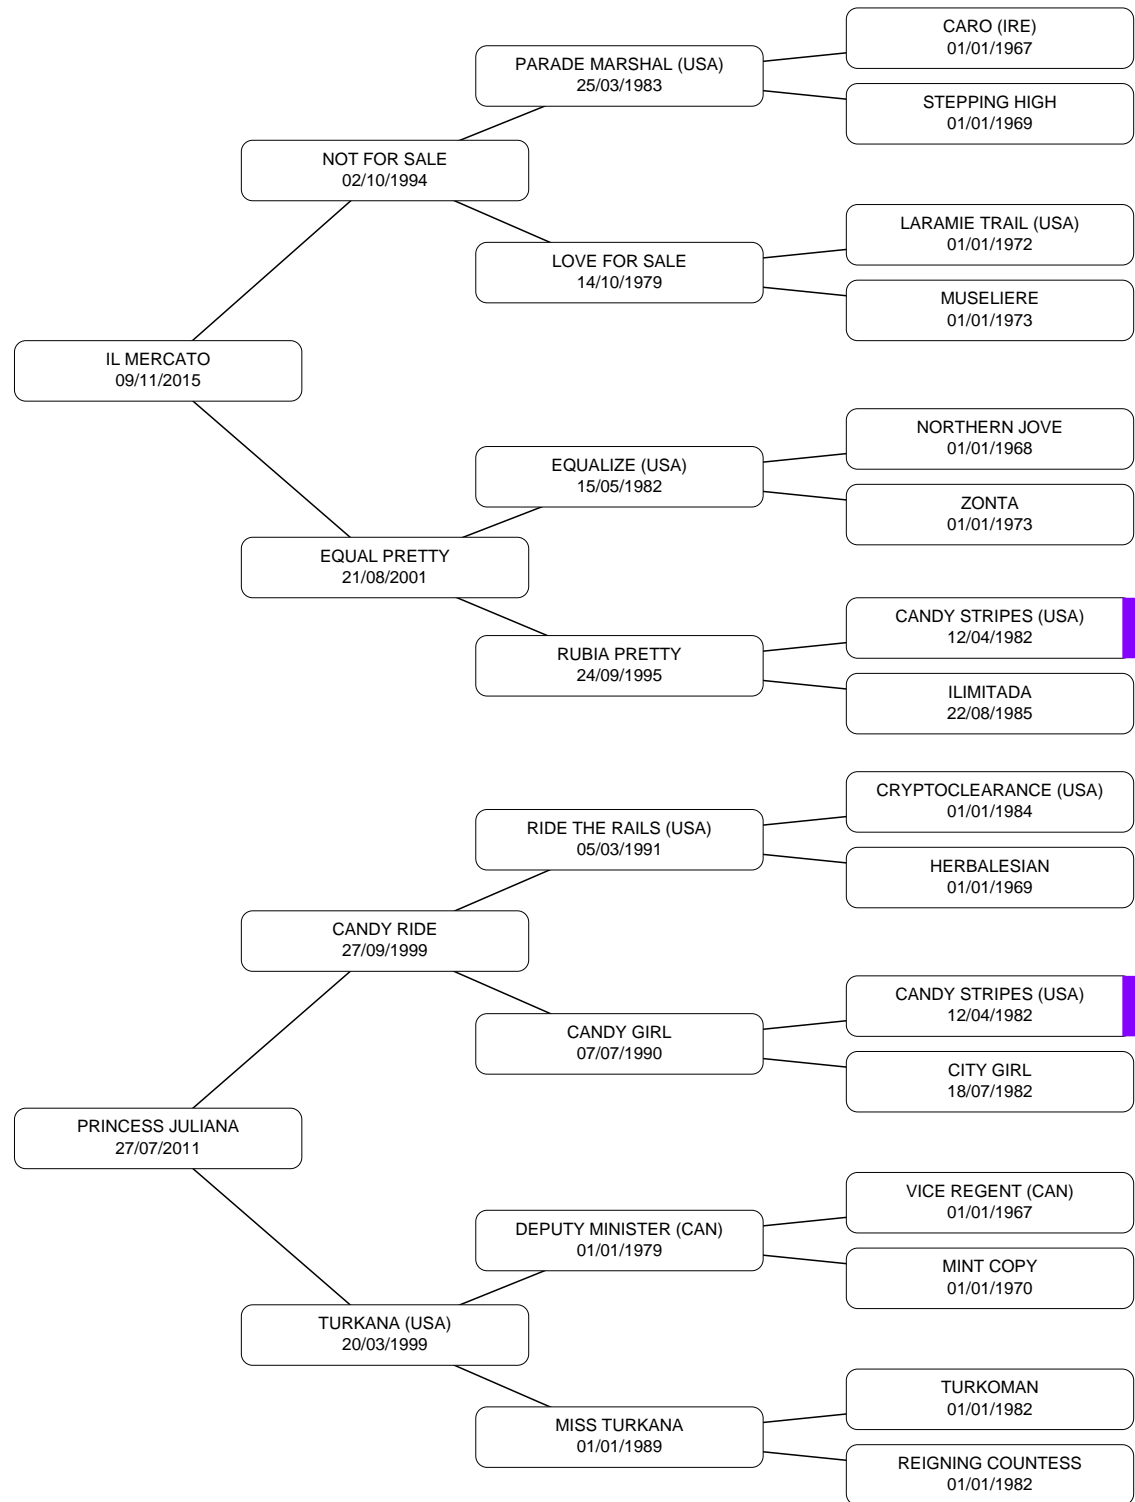 CARO (IRE)
01/01/1967
PARADE MARSHAL (USA)
25/03/1983
STEPPING HIGH
01/01/1969
NOT FOR SALE
02/10/1994
LARAMIE TRAIL (USA)
01/01/1972
LOVE FOR SALE
14/10/1979
MUSELIERE
01/01/1973
IL MERCATO
09/11/2015
NORTHERN JOVE
01/01/1968
EQUALIZE (USA)
15/05/1982
ZONTA
01/01/1973
EQUAL PRETTY
21/08/2001
CANDY STRIPES (USA)
12/04/1982
RUBIA PRETTY
24/09/1995
ILIMITADA
22/08/1985
CRYPTOCLEARANCE (USA)
01/01/1984
RIDE THE RAILS (USA)
05/03/1991
HERBALESIAN
01/01/1969
CANDY RIDE
27/09/1999
CANDY STRIPES (USA)
12/04/1982
CANDY GIRL
07/07/1990
CITY GIRL
18/07/1982
PRINCESS JULIANA
27/07/2011
VICE REGENT (CAN)
01/01/1967
DEPUTY MINISTER (CAN)
01/01/1979
MINT COPY
01/01/1970
TURKANA (USA)
20/03/1999
TURKOMAN
01/01/1982
MISS TURKANA
01/01/1989
REIGNING COUNTESS
01/01/1982